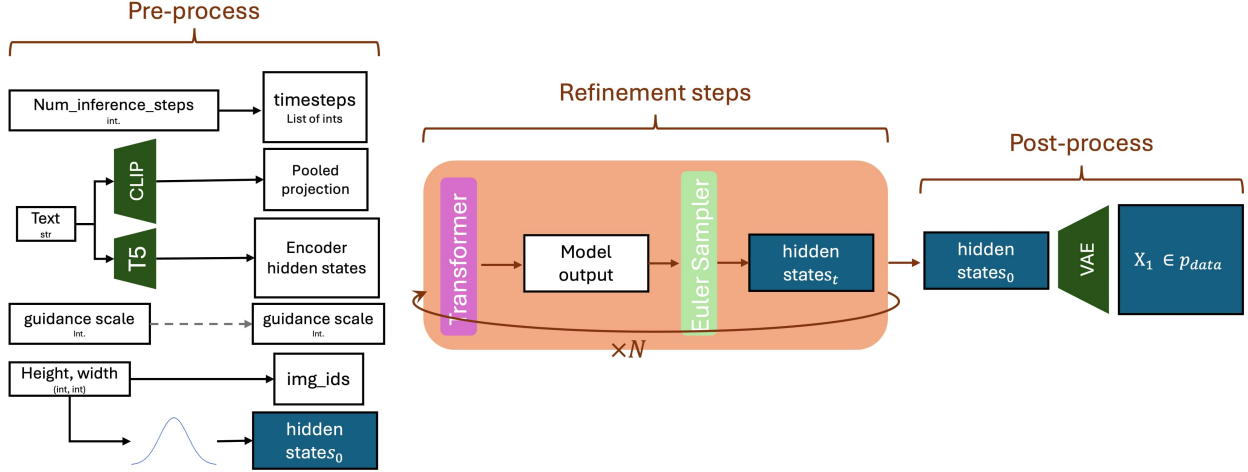 Pre-process
Num_inference_steps
int.
timesteps
List of ints
CLIP
Pooled
projection
Text
str
T5
Encoder
hidden states
guidance scale
Int.
guidance scale
Int.
Height, width
(int, int)
img_ids
hidden
states₀
Refinement steps
Transformer
Model
output
Euler Sampler
hidden
statesₜ
×N
Post-process
hidden
states₀
VAE
X₁ ∈ p_data